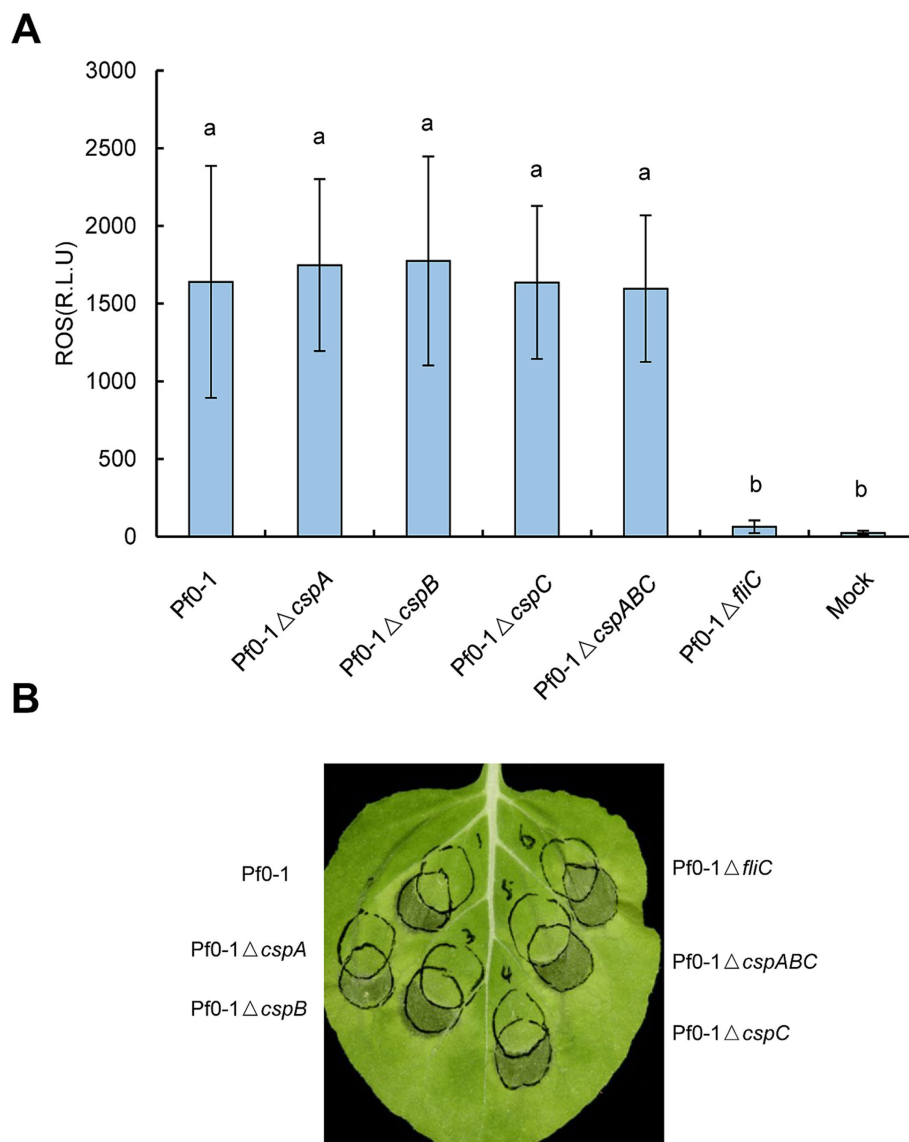 A
3000
2500
2000
1500
1000
500
0
ROS(R.L.U)
a
a
a
a
a
b
b
Pf0-1
Pf0-1△cspA
Pf0-1△cspB
Pf0-1△cspC
Pf0-1△cspABC
Pf0-1△fliC
Mock
B
Pf0-1
Pf0-1△cspA
Pf0-1△cspB
1
6
5
3
4
Pf0-1△fliC
Pf0-1△cspABC
Pf0-1△cspC